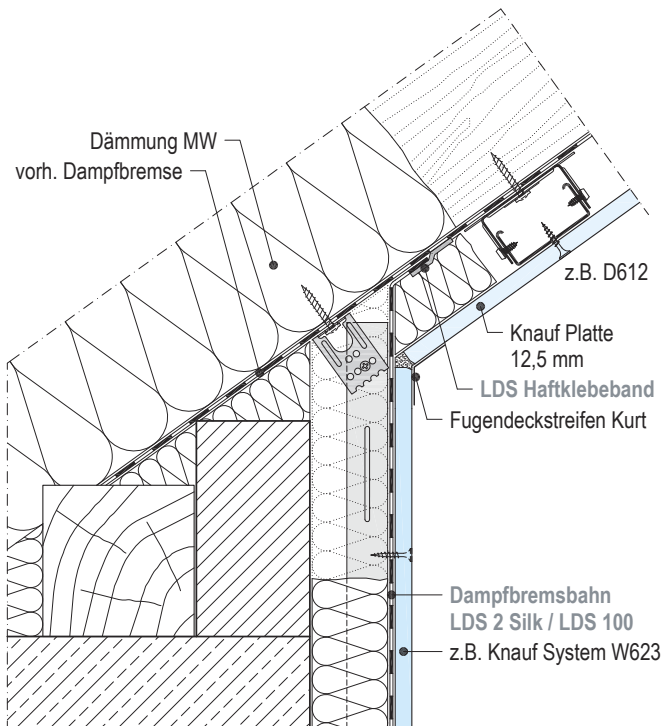 Dämmung MW
vorh. Dampfbremse
z.B. D612
Knauf Platte
12,5 mm
LDS Haftklebeband
Fugendeckstreifen Kurt
Dampfbremsbahn
LDS 2 Silk / LDS 100
z.B. Knauf System W623